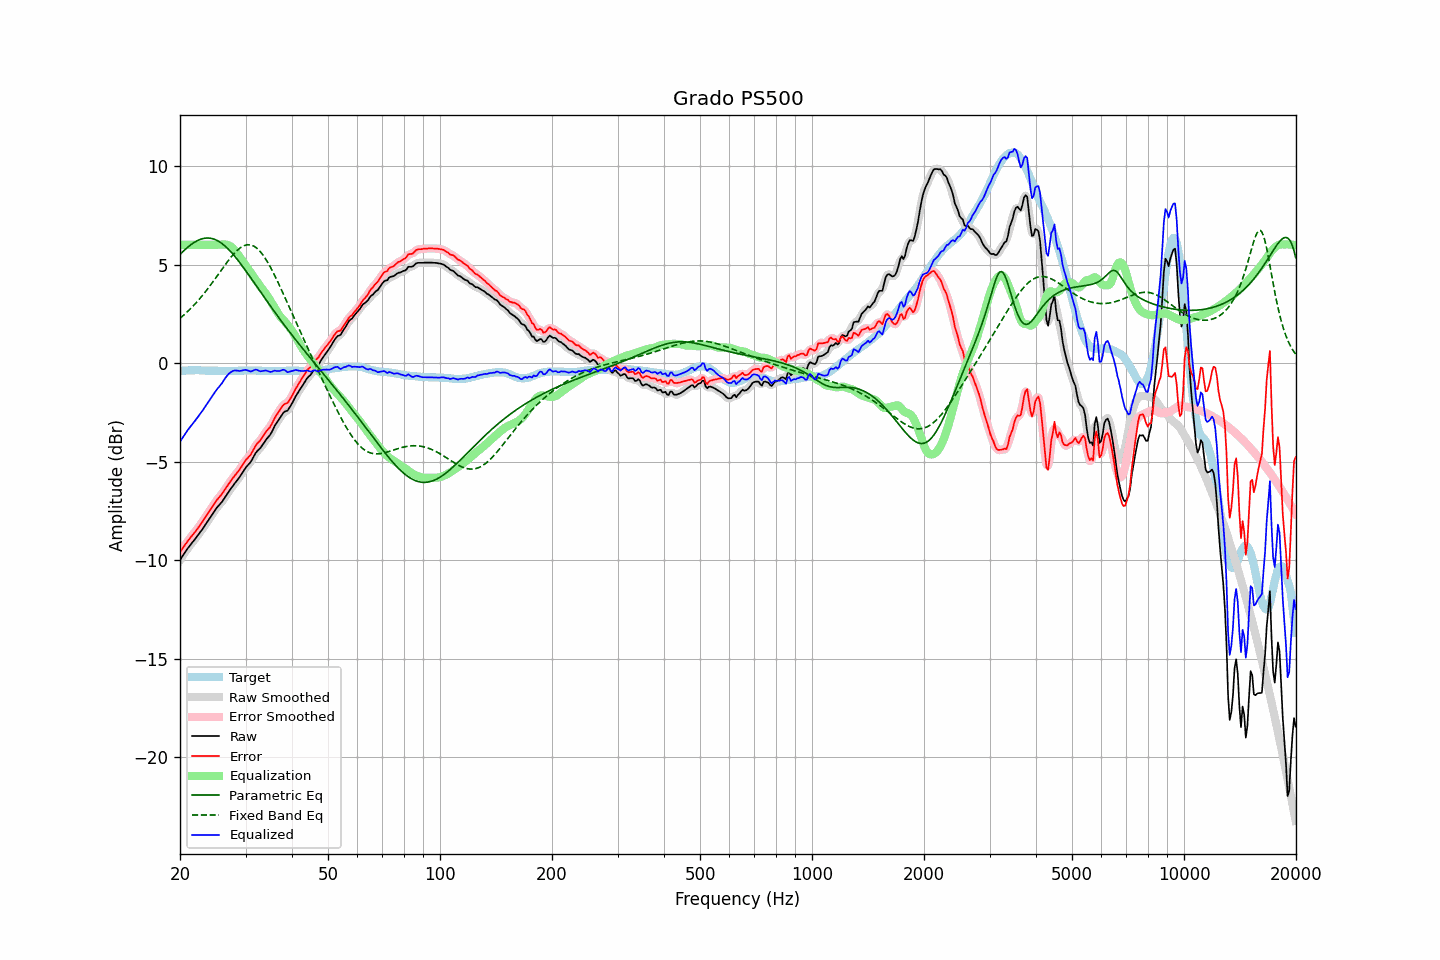 Grado PS500
10
5
0
−5
−10
−15
−20
Amplitude (dBr)
Target
Raw Smoothed
Error Smoothed
Raw
Error
Equalization
Parametric Eq
Fixed Band Eq
Equalized
20 50 100 200 500 1000 2000 5000 10000 20000
Frequency (Hz)